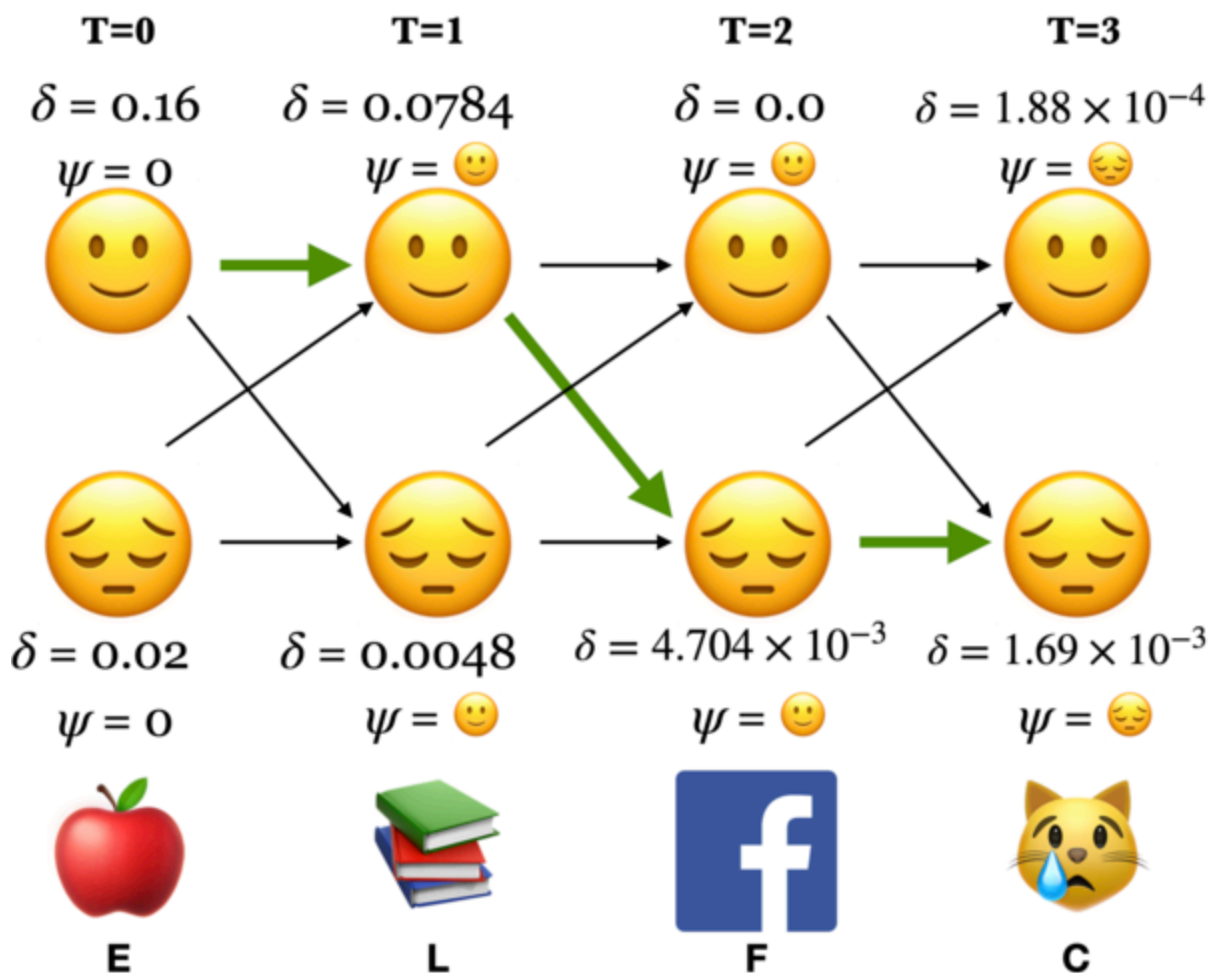 T=0 T=1 T=2 T=3
δ = 0.16 δ = 0.0784 δ = 0.0 δ = 1.88 × 10⁻⁴
ψ = 0 ψ = 🙂 ψ = 🙂 ψ = 😔
δ = 0.02 δ = 0.0048 δ = 4.704 × 10⁻³ δ = 1.69 × 10⁻³
ψ = 0 ψ = 🙂 ψ = 🙂 ψ = 😔
f
E L F C